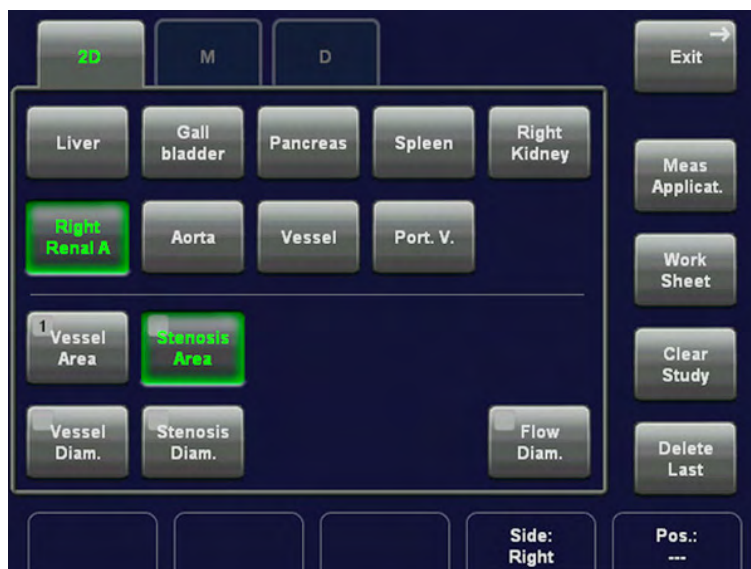 2D
M
D
Exit
Liver
Gall
bladder
Pancreas
Spleen
Right
Kidney
Meas
Applicat.
Right
Renal A
Aorta
Vessel
Port. V.
Work
Sheet
1
Vessel
Area
Stenosis
Area
Clear
Study
Vessel
Diam.
Stenosis
Diam.
Flow
Diam.
Delete
Last
Side:
Right
Pos.:
---